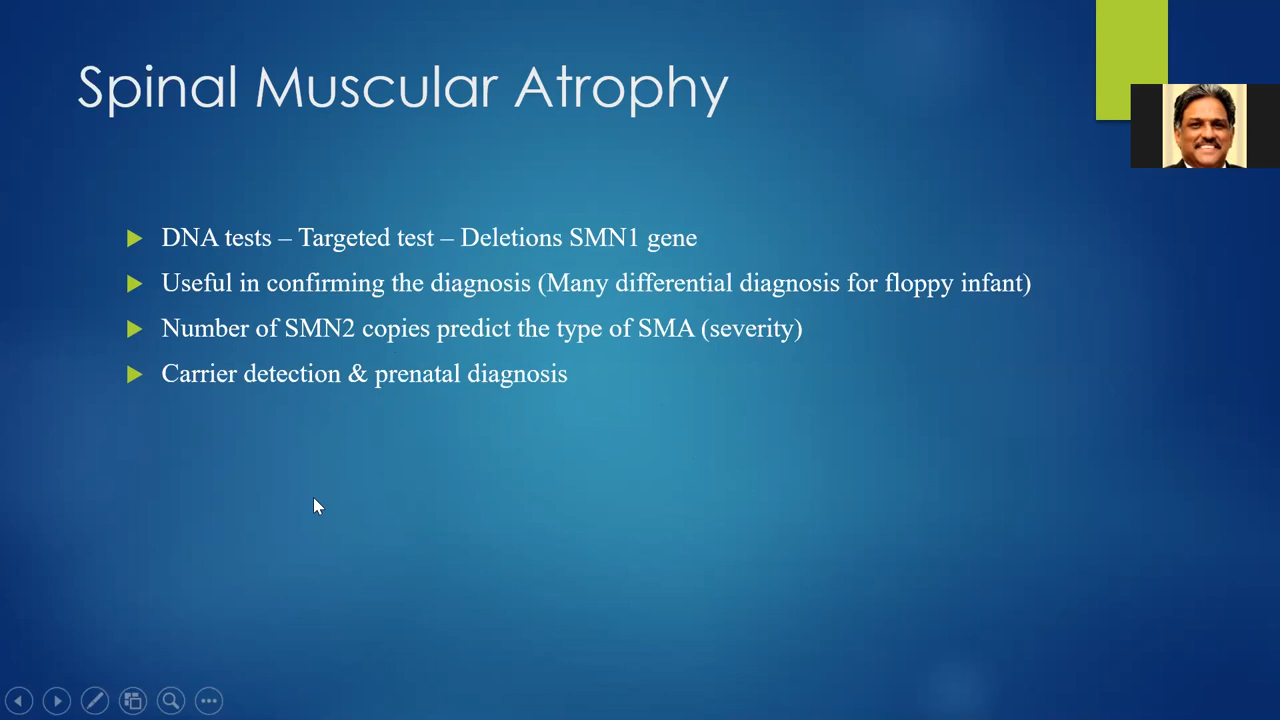 Spinal Muscular Atrophy
DNA tests – Targeted test – Deletions SMN1 gene
Useful in confirming the diagnosis (Many differential diagnosis for floppy infant)
Number of SMN2 copies predict the type of SMA (severity)
Carrier detection & prenatal diagnosis